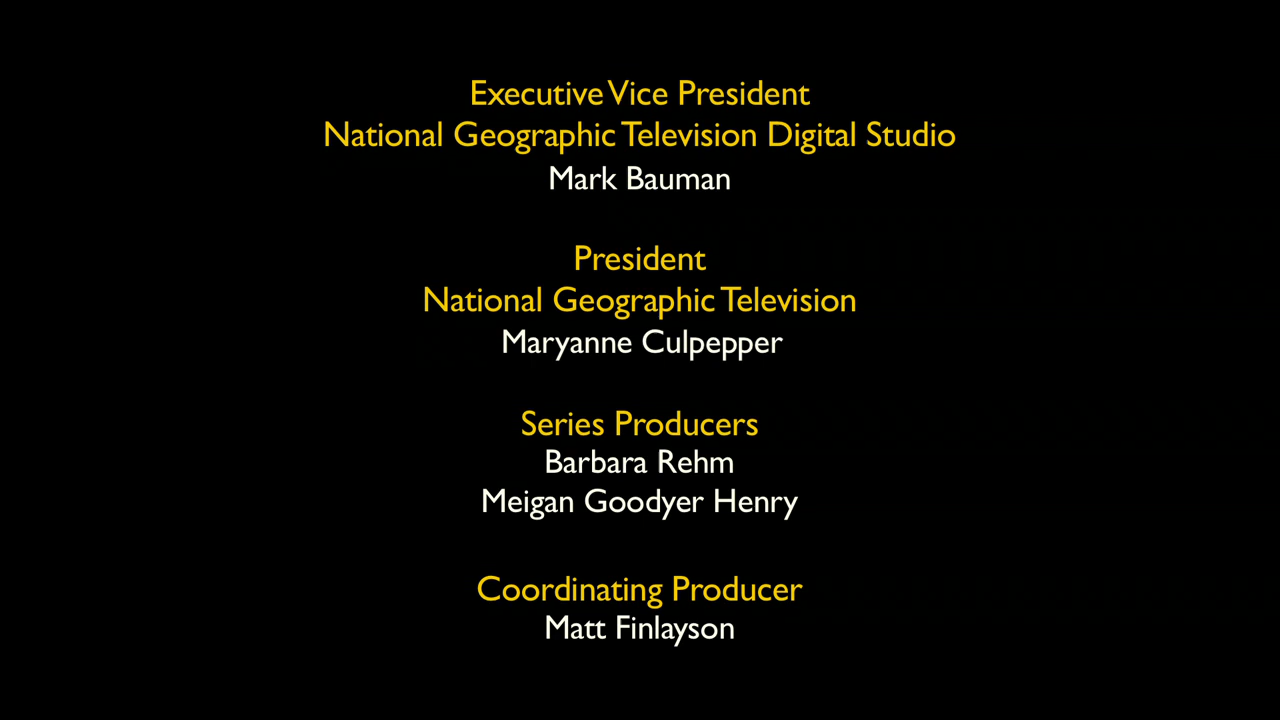 Executive Vice President
National Geographic Television Digital Studio
Mark Bauman
President
National Geographic Television
Maryanne Culpepper
Series Producers
Barbara Rehm
Meigan Goodyer Henry
Coordinating Producer
Matt Finlayson